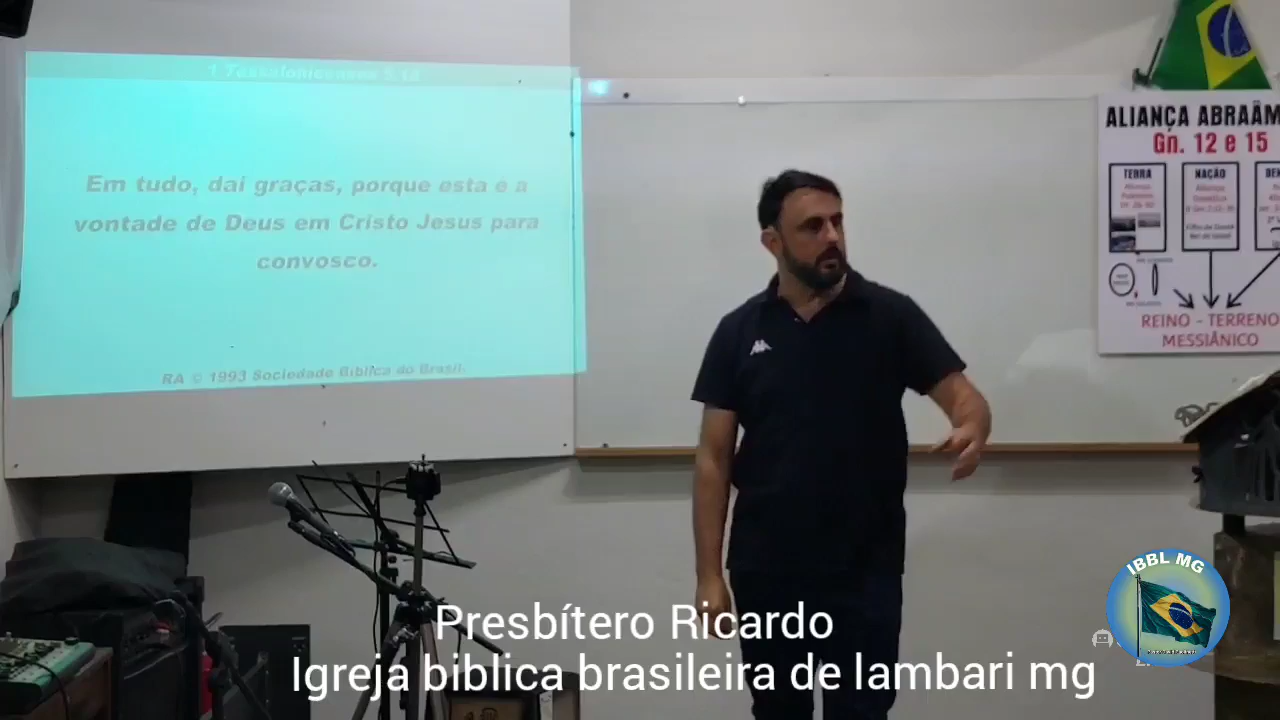 1 Tessalonicenses 5:18
Em tudo, dai graças, porque esta é a
vontade de Deus em Cristo Jesus para
convosco.
RA © 1993 Sociedade Bíblica do Brasil.
ALIANÇA ABRAÂM
Gn. 12 e 15
TERRA
NAÇÃO
REINO - TERRENO
MESSIÂNICO
IBBL MG
Presbítero Ricardo
Igreja biblica brasileira de lambari mg